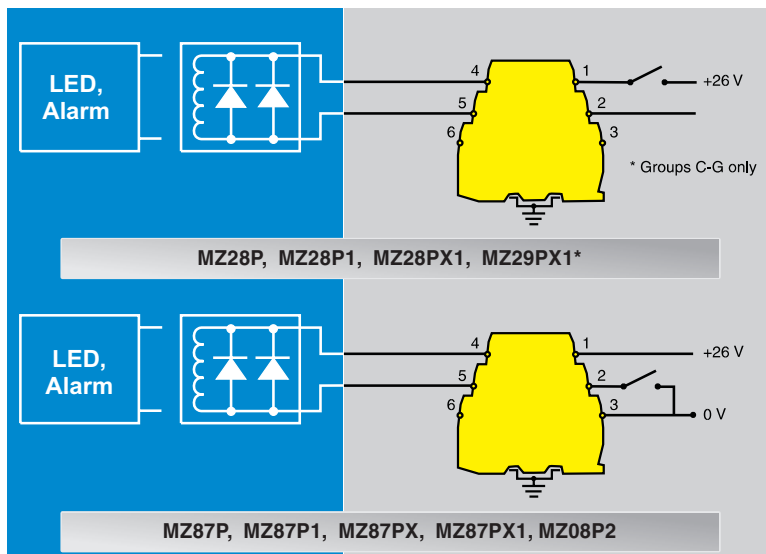 LED,
Alarm
4
1
+26 V
5
2
6
3
* Groups C-G only
MZ28P, MZ28P1, MZ28PX1, MZ29PX1*
LED,
Alarm
4
1
+26 V
5
2
6
3
0 V
MZ87P, MZ87P1, MZ87PX, MZ87PX1, MZ08P2